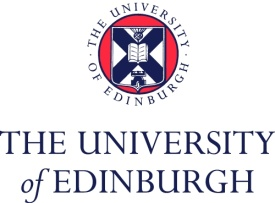 · THE UNIVERSITY ·
OF EDINBURGH
THE UNIVERSITY
of EDINBURGH